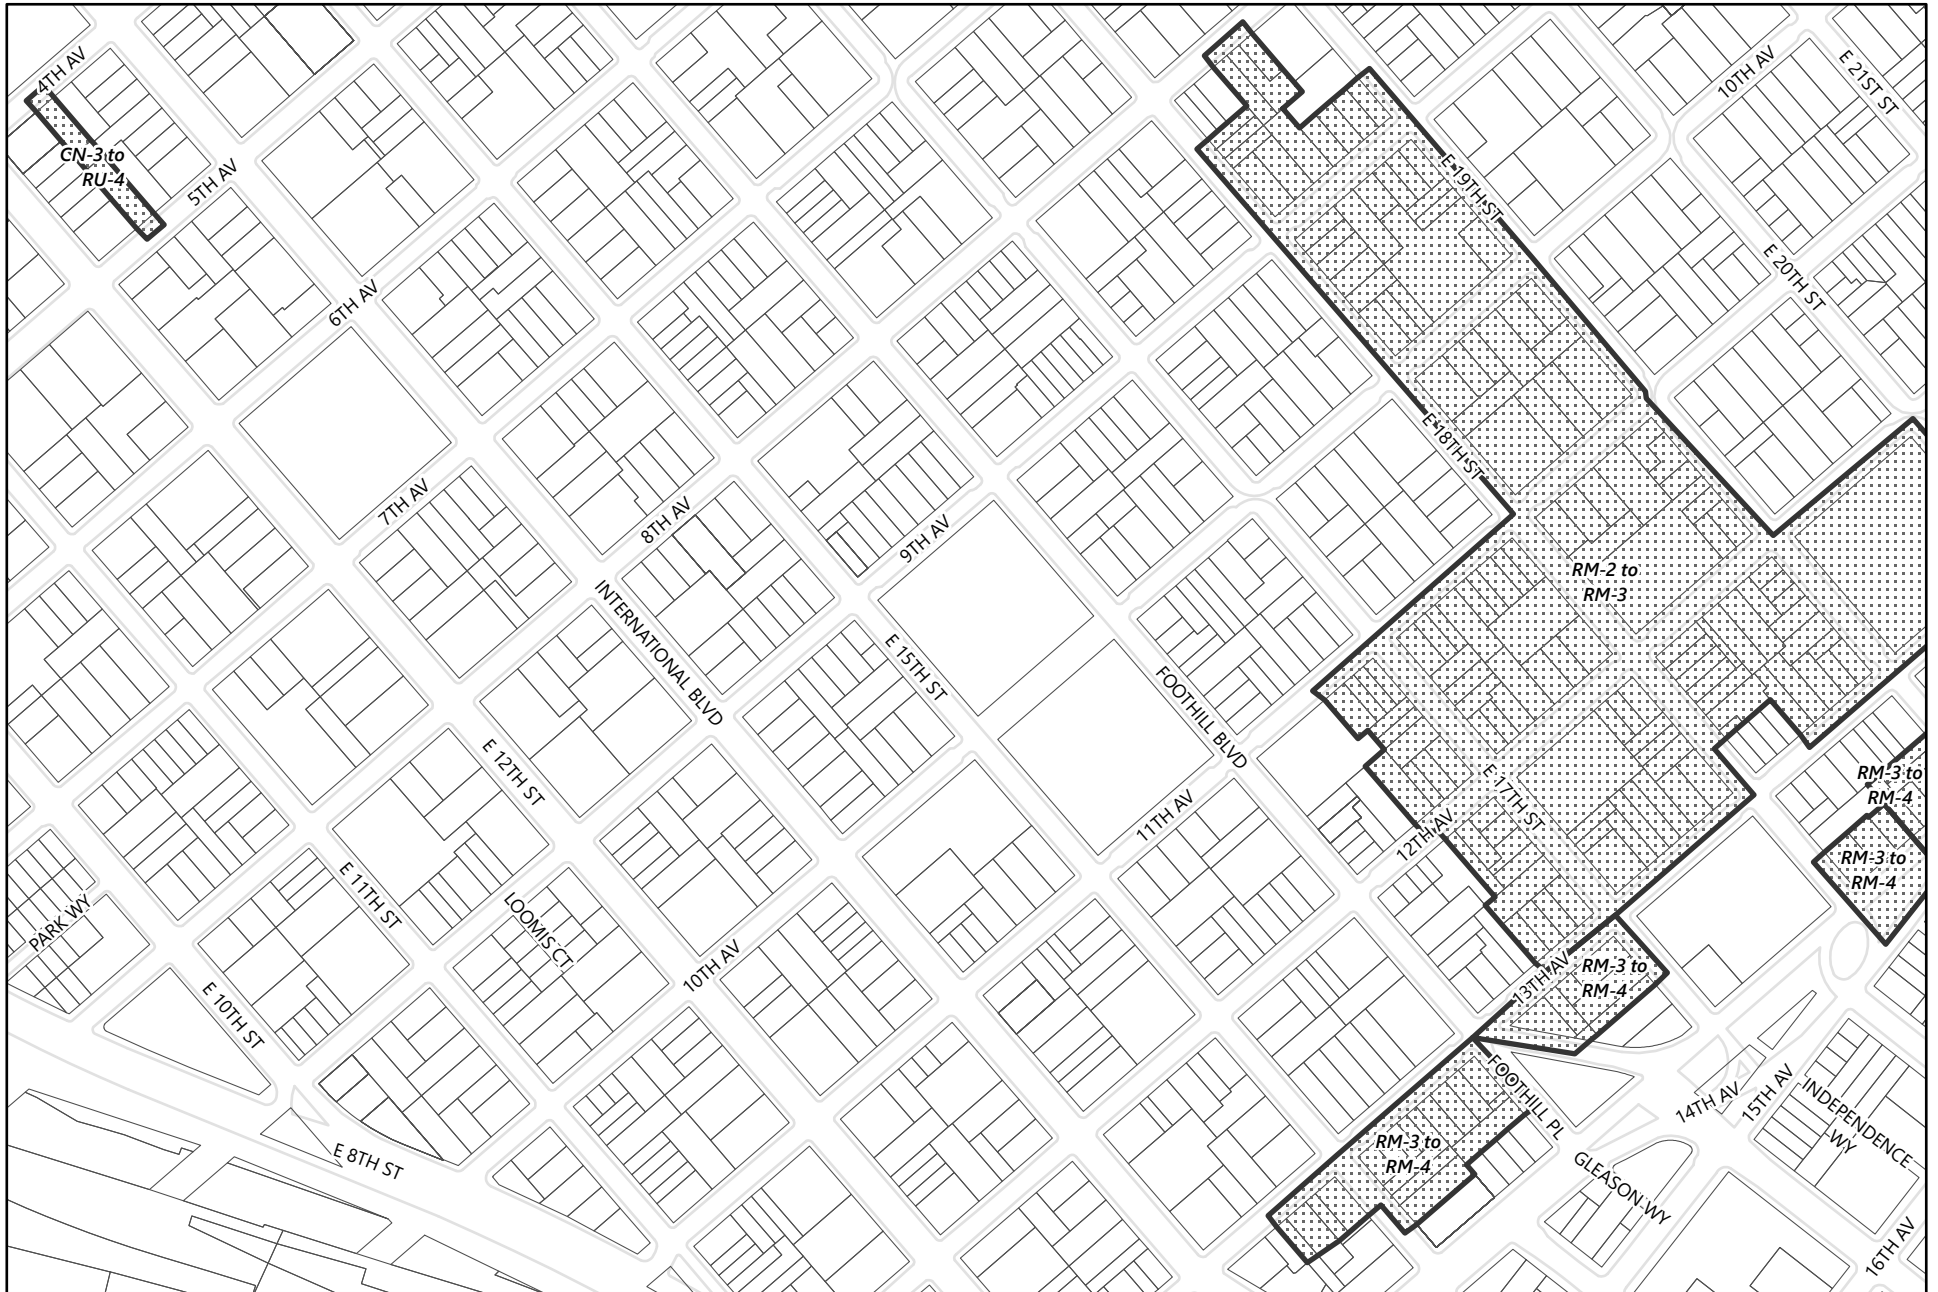 4TH AV
10TH AV
E 21ST ST
CN-3 to
RU-4
5TH AV
E 19TH ST
E 20TH ST
6TH AV
E 18TH ST
7TH AV
8TH AV
9TH AV
RM-2 to
RM-3
INTERNATIONAL BLVD
E 15TH ST
FOOTHILL BLVD
E 12TH ST
E 17TH ST
RM-3 to
RM-4
11TH AV
12TH AV
RM-3 to
RM-4
E 11TH ST
PARK WY
LOOMIS CT
10TH AV
13TH AV
RM-3 to
RM-4
E 10TH ST
FOOTHILL PL
14TH AV
15TH AV
INDEPENDENCE
WY
RM-3 to
RM-4
E 8TH ST
GLEASON WY
16TH AV